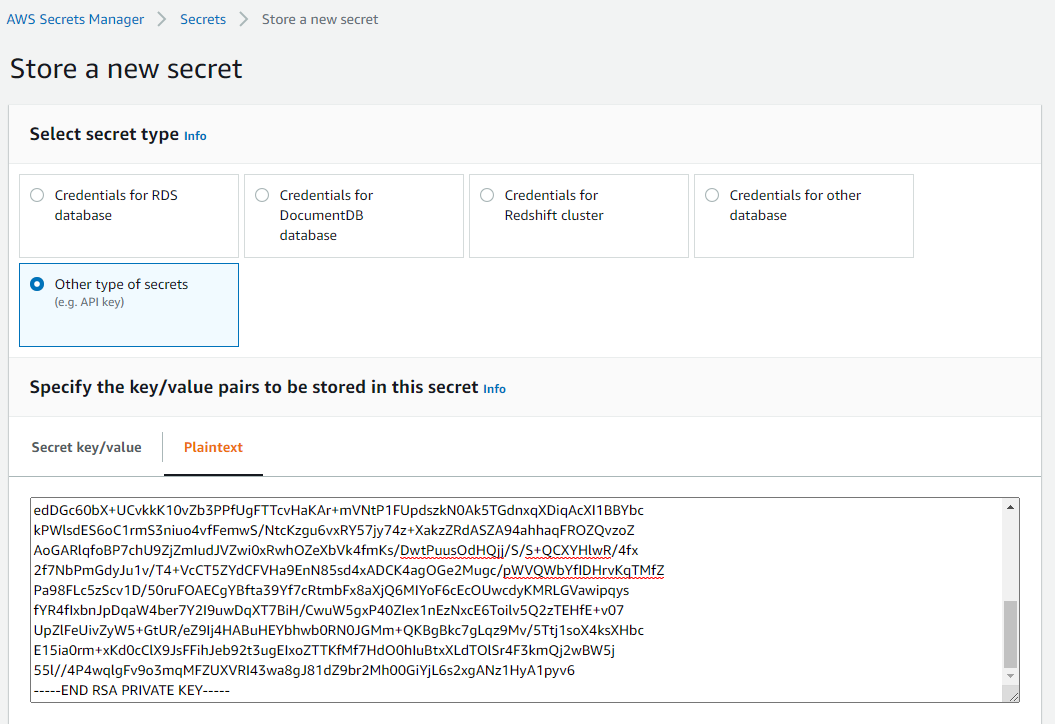 AWS Secrets Manager > Secrets > Store a new secret
Store a new secret
Select secret type Info
Credentials for RDS database
Credentials for DocumentDB database
Credentials for Redshift cluster
Credentials for other database
Other type of secrets
(e.g. API key)
Specify the key/value pairs to be stored in this secret Info
Secret key/value
Plaintext
edDGc60bX+UCvkkK10vZb3PPfUgFTTcvHaKAr+mVNtP1FUpdszkN0Ak5TGdnxqXDiqAcXI1BBYbc
kPWlsdES6oC1rmS3niuo4vfFemwS/NtcKzgu6vxRY57jy74z+XakzZRdASZA94ahhaqFROZQvzoZ
AoGARlqfoBP7chU9ZjZmIudJVZwi0xRwhOZeXbVk4fmKs/DwtPuusOdHQjj/S/S+QCXYHlwR/4fx
2f7NbPmGdyJu1v/T4+VcCT5ZYdCFVHa9EnN85sd4xADCK4agOGe2Mugc/pWVQWbYfIDHrvKqTMfZ
Pa98FLc5zScv1D/50ruFOAECgYBfta39Yf7cRtmbFx8aXjQ6MIYoF6cEcOUwcdyKMRLGVawipqys
fYR4fIxbnJpDqaW4ber7Y2I9uwDqXT7BiH/CwuW5gxP40ZIex1nEzNxcE6Toilv5Q2zTEHfE+v07
UpZlFeUivZyW5+GtUR/eZ9Ij4HABuHEYbhwb0RN0JGMm+QKBgBkc7gLqz9Mv/5Ttj1soX4ksXHbc
E15ia0rm+xKd0cClX9JsFFihJeb92t3ugEIxoZTTKfMf7HdO0hIuBtxXLdTOlSr4F3kmQj2wBW5j
55l//4P4wqlgFv9o3mqMFZUXVRI43wa8gJ81dZ9br2Mh00GiYjL6s2xgANz1HyA1pyv6
-----END RSA PRIVATE KEY-----